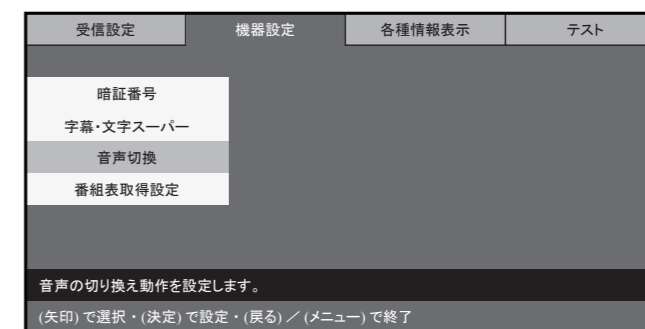 受信設定 機器設定 各種情報表示 テスト
暗証番号
字幕・文字スーパー
音声切換
番組表取得設定
音声の切り換え動作を設定します。
(矢印) で選択・(決定) で設定・(戻る) ／ (メニュー) で終了